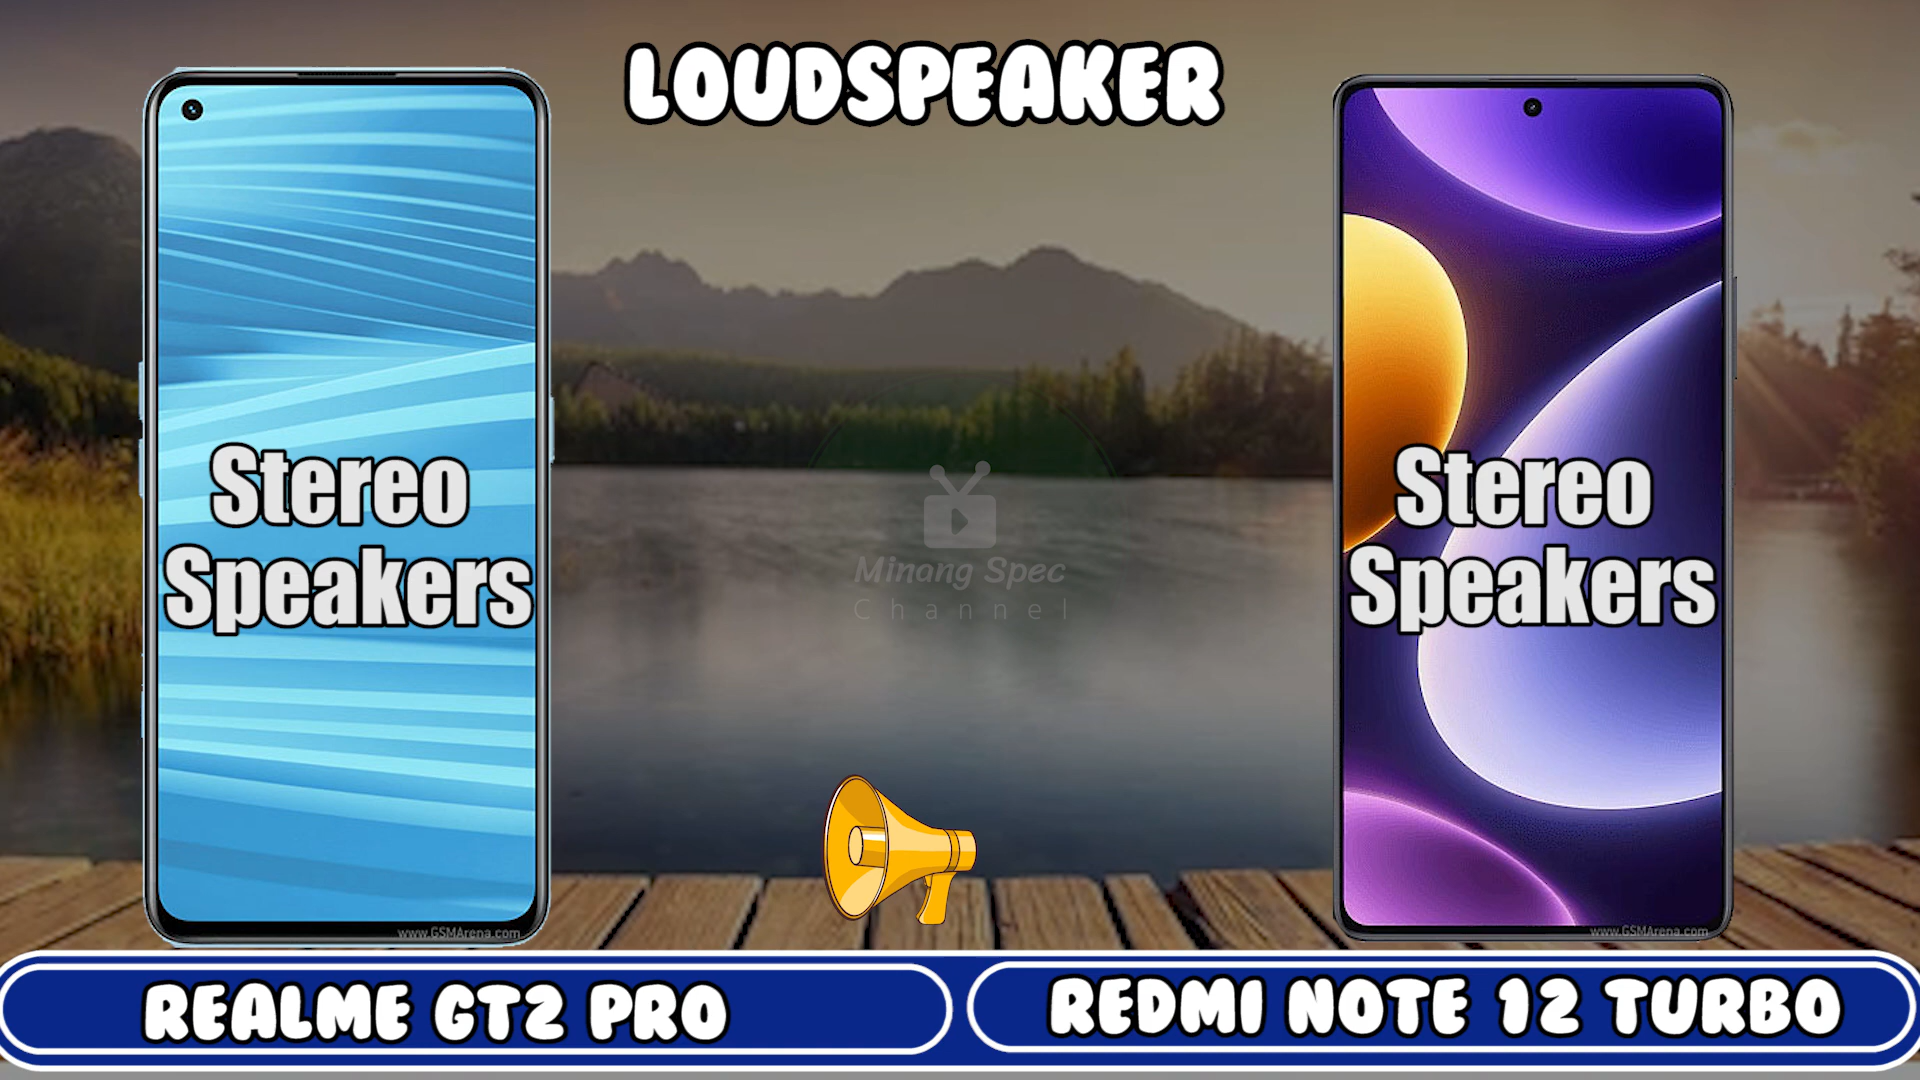 LOUDSPEAKER
Stereo
Speakers
Stereo
Speakers
Minang Spec
Channel
www.GSMArena.com
www.GSMArena.com
REALME GT2 PRO
REDMI NOTE 12 TURBO